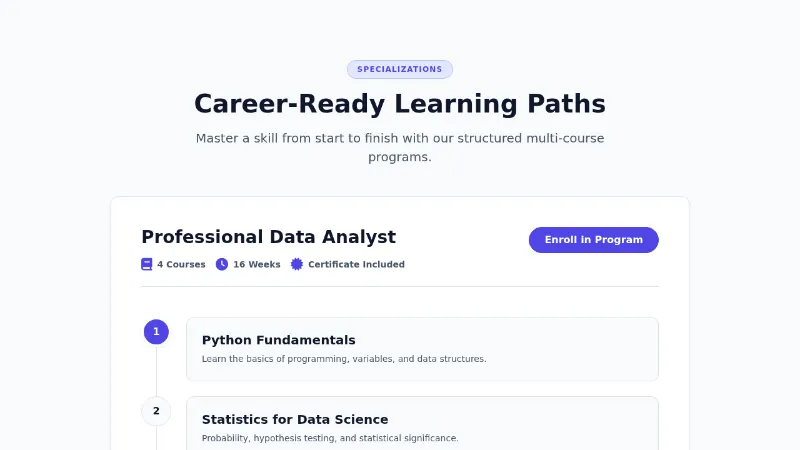 SPECIALIZATIONS
Career-Ready Learning Paths
Master a skill from start to finish with our structured multi-course
programs.
Professional Data Analyst
Enroll in Program
4 Courses 16 Weeks Certificate Included
1
Python Fundamentals
Learn the basics of programming, variables, and data structures.
2
Statistics for Data Science
Probability, hypothesis testing, and statistical significance.